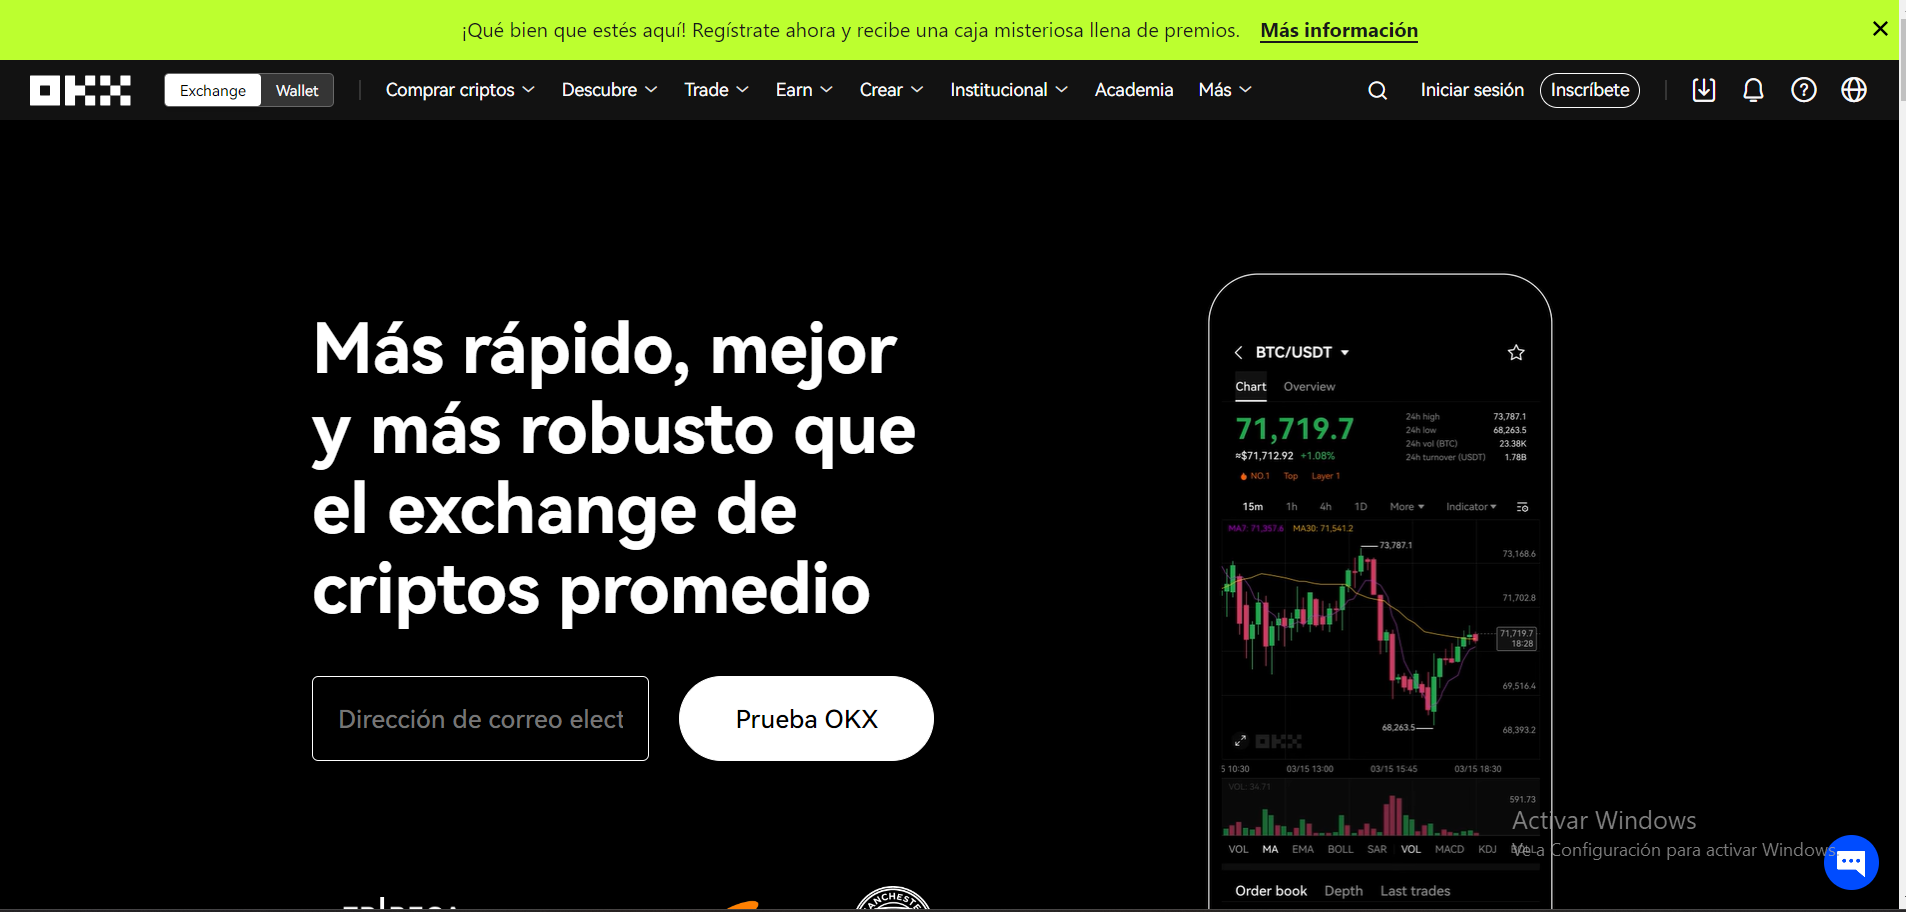 ¡Qué bien que estés aquí! Regístrate ahora y recibe una caja misteriosa llena de premios. Más información
OKX Exchange Wallet Comprar criptos Descubre Trade Earn Crear Institucional Academia Más Iniciar sesión Inscríbete
Más rápido, mejor
y más robusto que
el exchange de
criptos promedio
Dirección de correo elect
Prueba OKX
BTC/USDT
Chart Overview
71,719.7
≈$71,712.92 +1.08%
NO.1 Top Layer 1
24h high 73,787.1
24h low 68,263.5
24h vol (BTC) 23.38K
24h turnover (USDT) 1.78B
15m 1h 4h 1D More Indicator
MA7: 71,357.6 MA30: 71,541.2
73,787.1
73,168.6
71,702.8
71,719.7
18:28
69,516.4
68,263.5
68,393.2
OKX
5 10:30 03/15 13:00 03/15 15:45 03/15 18:30
VOL: 34.71
591.73
VOL MA EMA BOLL SAR VOL MACD KDJ BOLL
Order book Depth Last trades
Activar Windows
Ve a Configuración para activar Windows.
MANCHESTER